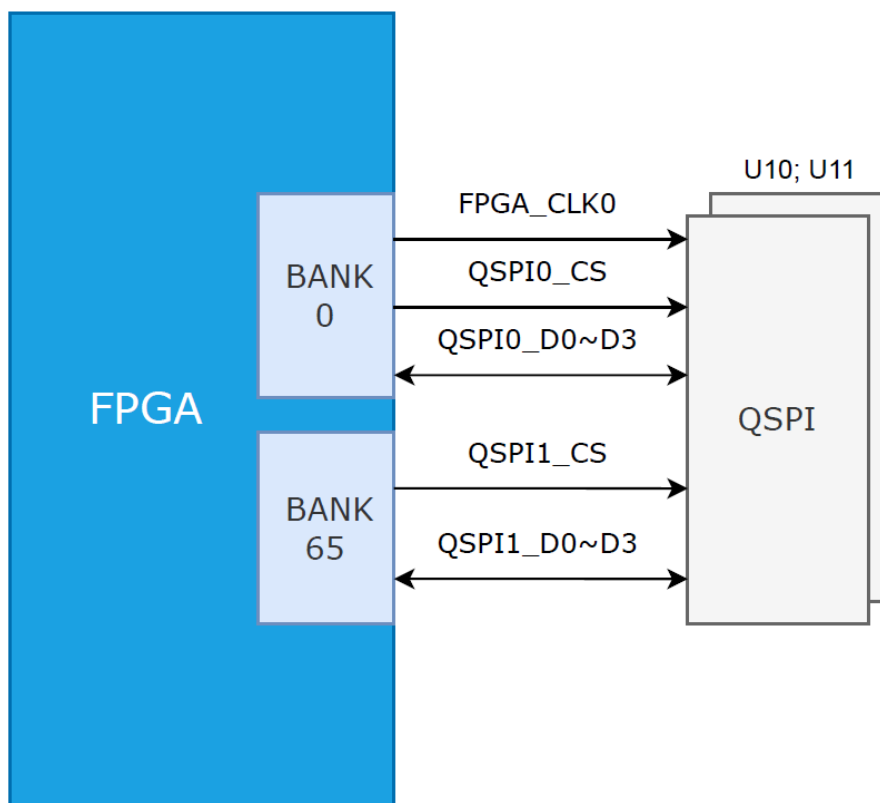 U10; U11
FPGA_CLK0
BANK
0
QSPI0_CS
QSPI0_D0~D3
FPGA
QSPI
BANK
65
QSPI1_CS
QSPI1_D0~D3